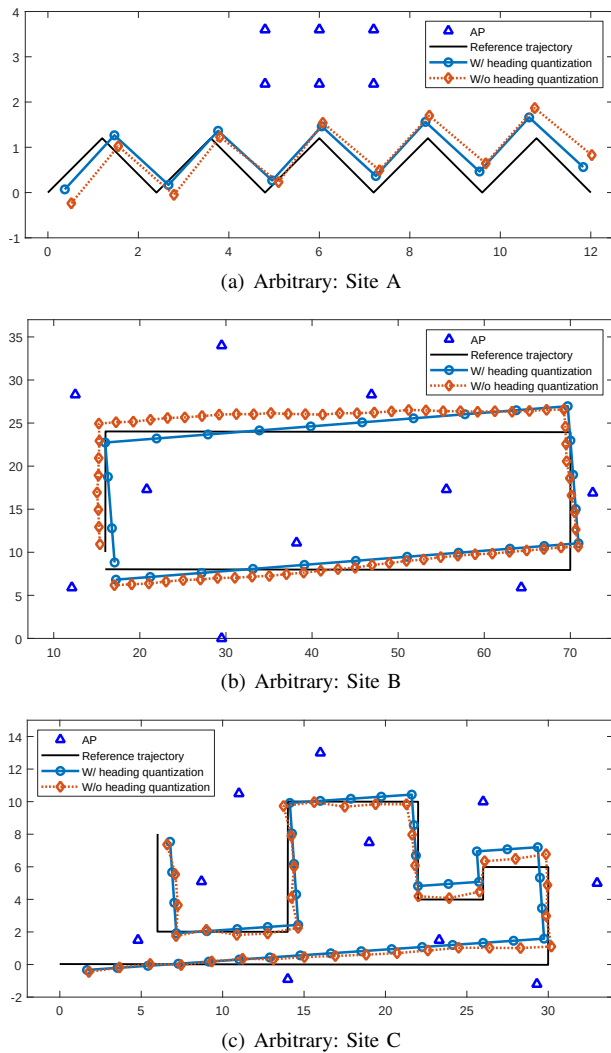 4
3
2
1
0
-1
0 2 4 6 8 10 12
AP
Reference trajectory
W/ heading quantization
W/o heading quantization
(a) Arbitrary: Site A
35
30
25
20
15
10
5
0
10 20 30 40 50 60 70
AP
Reference trajectory
W/ heading quantization
W/o heading quantization
(b) Arbitrary: Site B
14
12
10
8
6
4
2
0
-2
0 5 10 15 20 25 30
AP
Reference trajectory
W/ heading quantization
W/o heading quantization
(c) Arbitrary: Site C